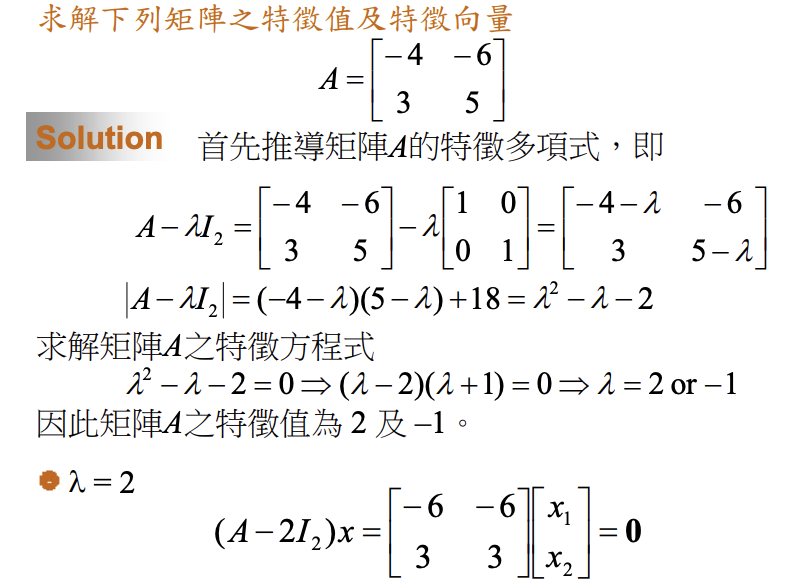 求解下列矩陣之特徵值及特徵向量
A = [ −4 −6 ; 3 5 ]
Solution 首先推導矩陣A的特徵多項式，即
A − λI₂ = [ −4 −6 ; 3 5 ] − λ [ 1 0 ; 0 1 ] = [ −4−λ −6 ; 3 5−λ ]
|A − λI₂| = (−4 − λ)(5 − λ) + 18 = λ² − λ − 2
求解矩陣A之特徵方程式
λ² − λ − 2 = 0 ⇒ (λ − 2)(λ + 1) = 0 ⇒ λ = 2 or −1
因此矩陣A之特徵值為 2 及 –1。
λ = 2
(A − 2I₂)x = [ −6 −6 ; 3 3 ] [ x₁ ; x₂ ] = 0